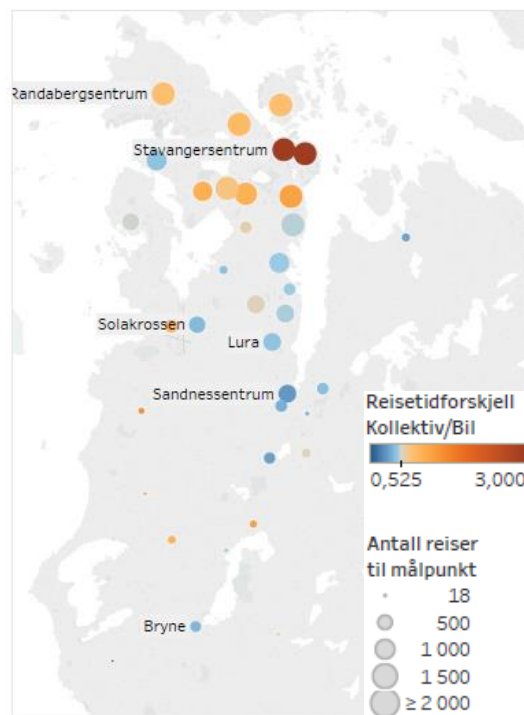 Randabergsentrum
Stavangersentrum
Solakrossen
Lura
Sandnessentrum
Bryne
Reisetidforskjell
Kollektiv/Bil
0,525 3,000
Antall reiser
til målpunkt
18
500
1 000
1 500
≥ 2 000